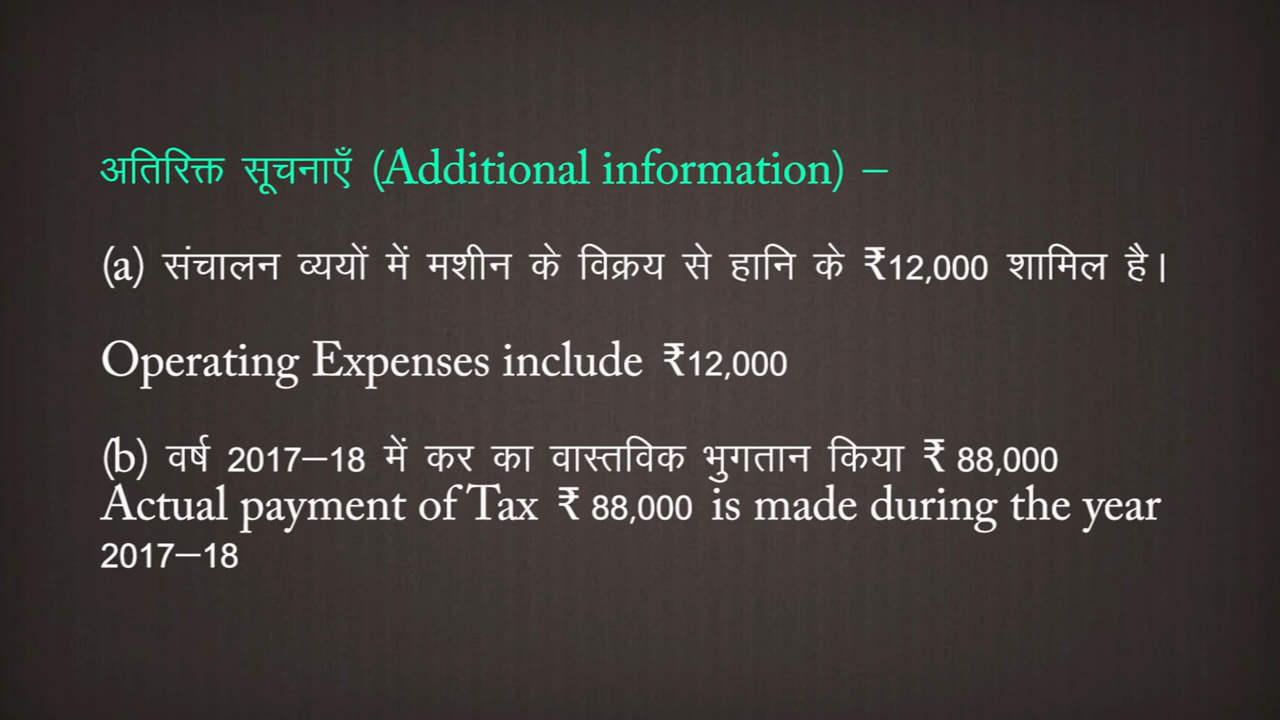 अतिरिक्त सूचनाएँ (Additional information) –
(a) संचालन व्ययों में मशीन के विक्रय से हानि के ₹12,000 शामिल है।
Operating Expenses include ₹12,000
(b) वर्ष 2017–18 में कर का वास्तविक भुगतान किया ₹ 88,000
Actual payment of Tax ₹ 88,000 is made during the year
2017–18